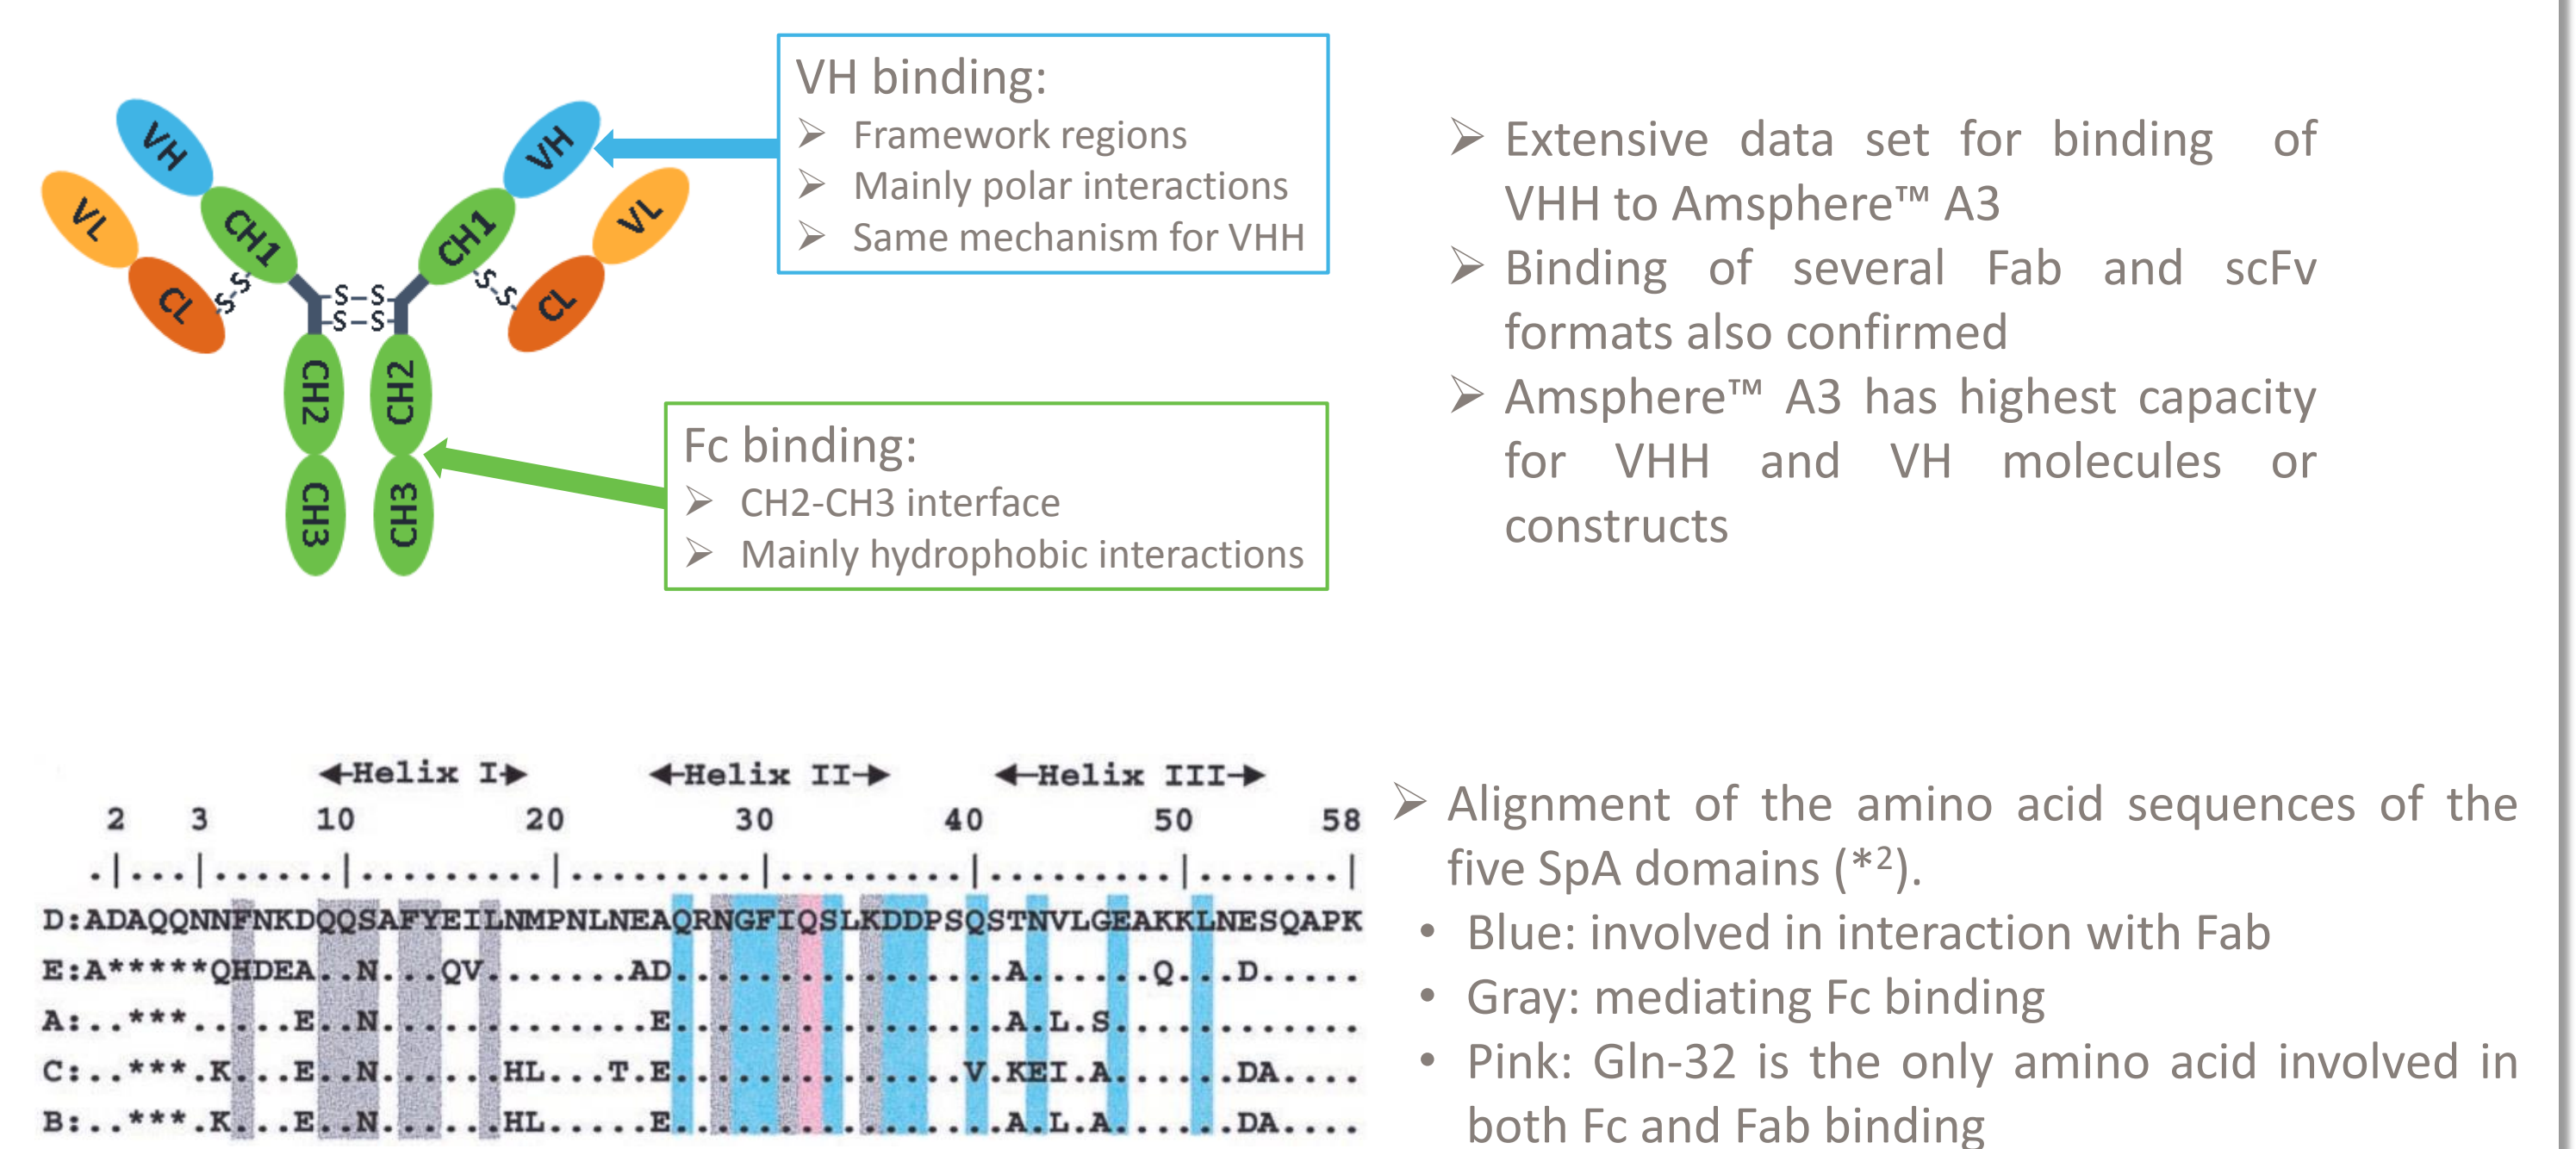 VH binding:
➢ Framework regions
➢ Mainly polar interactions
➢ Same mechanism for VHH
VH
VH
VL
VL
CH1
CH1
CL
CL
S-S
S-S
S–S
S–S
CH2
CH2
CH3
CH3
Fc binding:
➢ CH2-CH3 interface
➢ Mainly hydrophobic interactions
➢ Extensive data set for binding of
VHH to Amsphere™ A3
➢ Binding of several Fab and scFv
formats also confirmed
➢ Amsphere™ A3 has highest capacity
for VHH and VH molecules or
constructs
Helix I Helix II Helix III
2 3 10 20 30 40 50 58
.|...|......|.........|.........|.........|.........|.......|
D:ADAQQNNFNKDQQSAFYEILNMPNLNEAQRNGFIQSLKDDPSQSTNVLGEAKKLNESQAPK
E:A*****QHDEA..N...QV.......AD................A......Q...D.....
A:..***.....E..N.............E................A.L.S............
C:..***.K...E..N......HL...T.E..............V.KEI.A......DA....
B:..***.K...E..N......HL.....E................A.L.A......DA....
➢ Alignment of the amino acid sequences of the
five SpA domains (*2).
• Blue: involved in interaction with Fab
• Gray: mediating Fc binding
• Pink: Gln-32 is the only amino acid involved in
both Fc and Fab binding